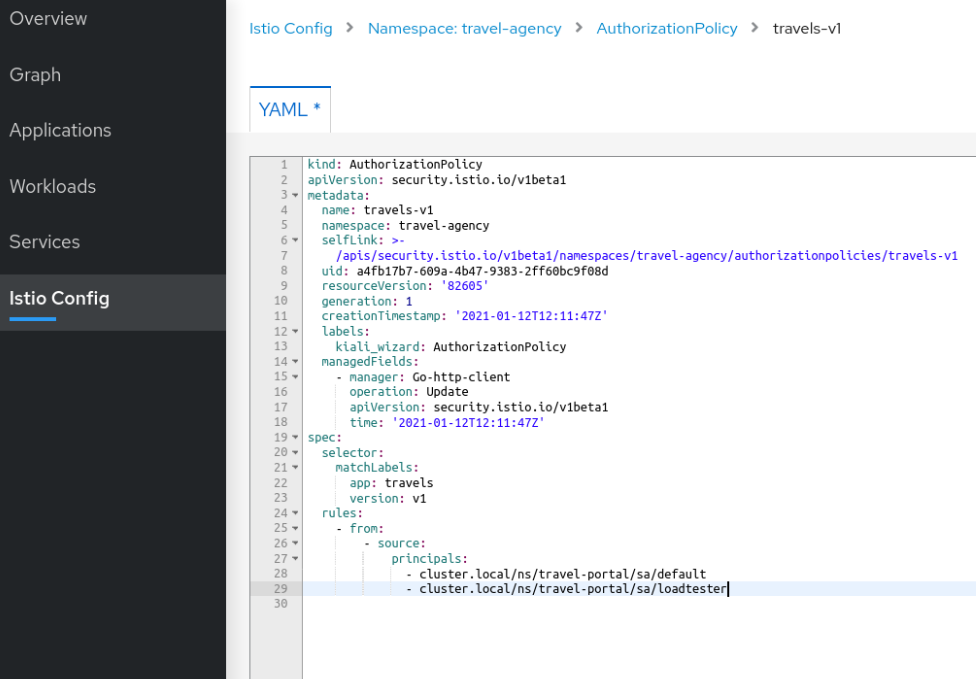 Overview
Graph
Applications
Workloads
Services
Istio Config
Istio Config > Namespace: travel-agency > AuthorizationPolicy > travels-v1
YAML *
1 kind: AuthorizationPolicy
2 apiVersion: security.istio.io/v1beta1
3 metadata:
4 name: travels-v1
5 namespace: travel-agency
6 selfLink: >-
7 /apis/security.istio.io/v1beta1/namespaces/travel-agency/authorizationpolicies/travels-v1
8 uid: a4fb17b7-609a-4b47-9383-2ff60bc9f08d
9 resourceVersion: '82605'
10 generation: 1
11 creationTimestamp: '2021-01-12T12:11:47Z'
12 labels:
13 kiali_wizard: AuthorizationPolicy
14 managedFields:
15 - manager: Go-http-client
16 operation: Update
17 apiVersion: security.istio.io/v1beta1
18 time: '2021-01-12T12:11:47Z'
19 spec:
20 selector:
21 matchLabels:
22 app: travels
23 version: v1
24 rules:
25 - from:
26 - source:
27 principals:
28 - cluster.local/ns/travel-portal/sa/default
29 - cluster.local/ns/travel-portal/sa/loadtester
30